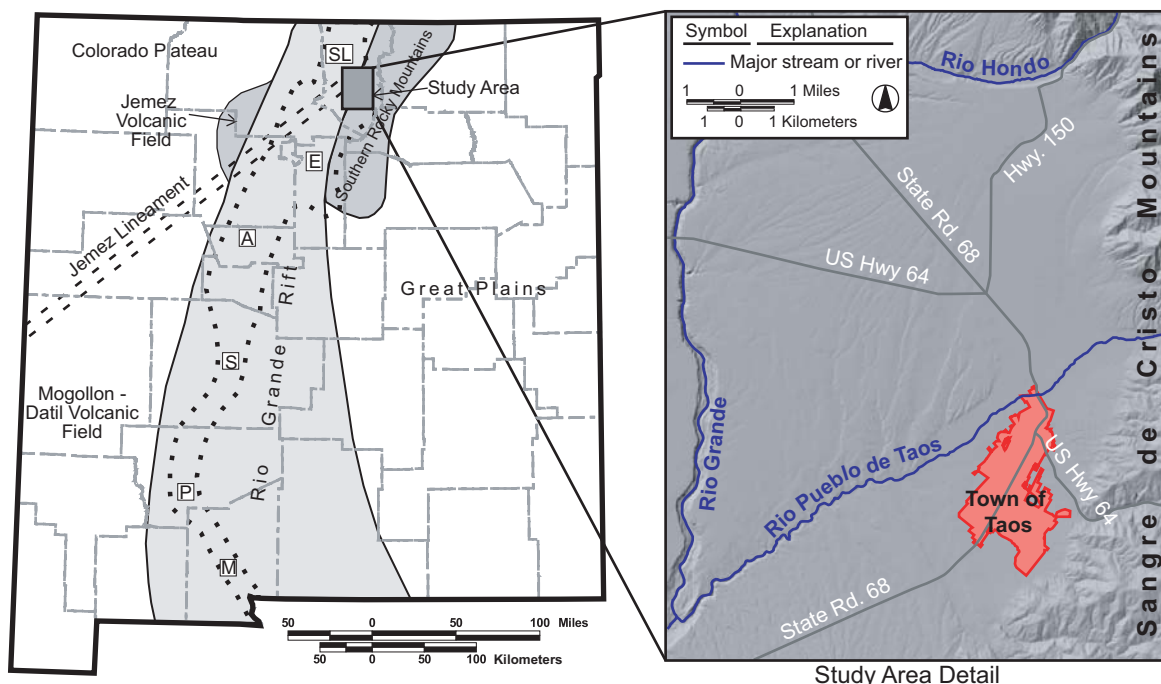 Colorado Plateau
SL
Study Area
Jemez
Volcanic
Field
Southern Rocky Mountains
E
Jemez Lineament
A
Great Plains
Rio Grande Rift
S
Mogollon -
Datil Volcanic
Field
P
M
50 0 50 100 Miles
50 0 50 100 Kilometers
Symbol Explanation
Major stream or river
1 0 1 Miles
1 0 1 Kilometers
Rio Hondo
Hwy. 150
State Rd. 68
US Hwy 64
Sangre de Cristo Mountains
Rio Grande
Rio Pueblo de Taos
US Hwy 64
Town of
Taos
State Rd. 68
Study Area Detail